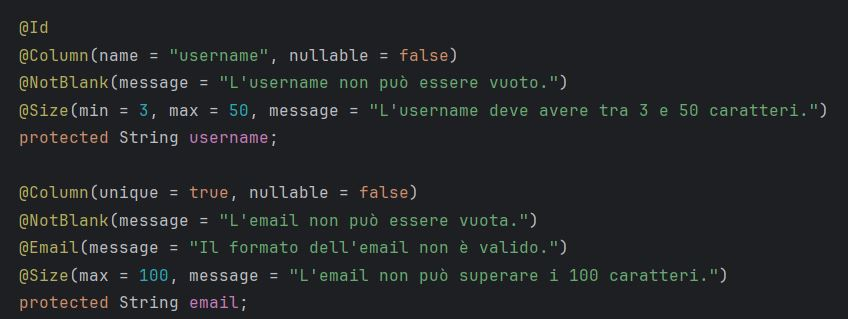 @Id
@Column(name = "username", nullable = false)
@NotBlank(message = "L'username non può essere vuoto.")
@Size(min = 3, max = 50, message = "L'username deve avere tra 3 e 50 caratteri.")
protected String username;

@Column(unique = true, nullable = false)
@NotBlank(message = "L'email non può essere vuota.")
@Email(message = "Il formato dell'email non è valido.")
@Size(max = 100, message = "L'email non può superare i 100 caratteri.")
protected String email;